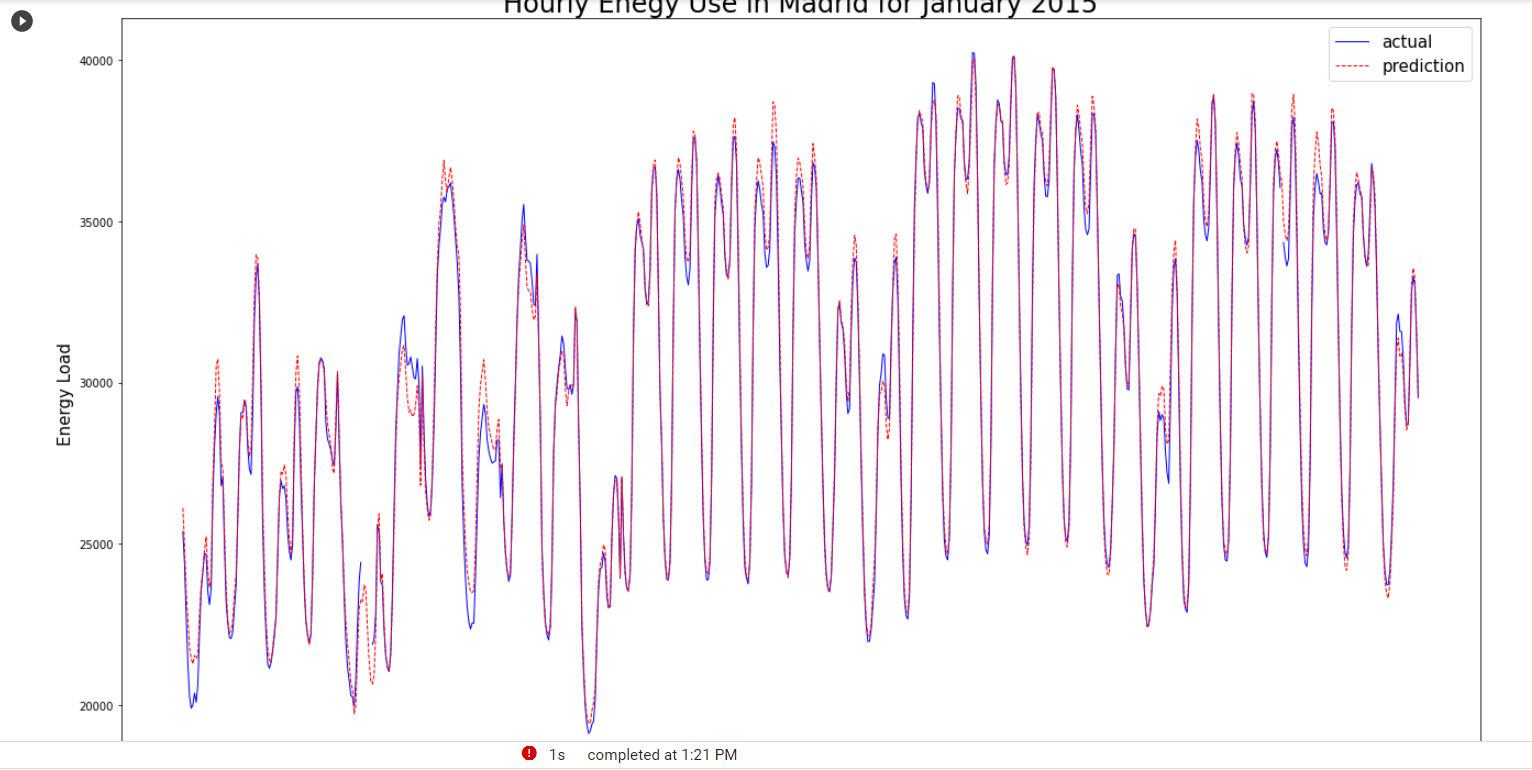 Hourly Enegy Use in Madrid for January 2015
actual
prediction
40000
35000
30000
25000
20000
Energy Load
1s completed at 1:21 PM